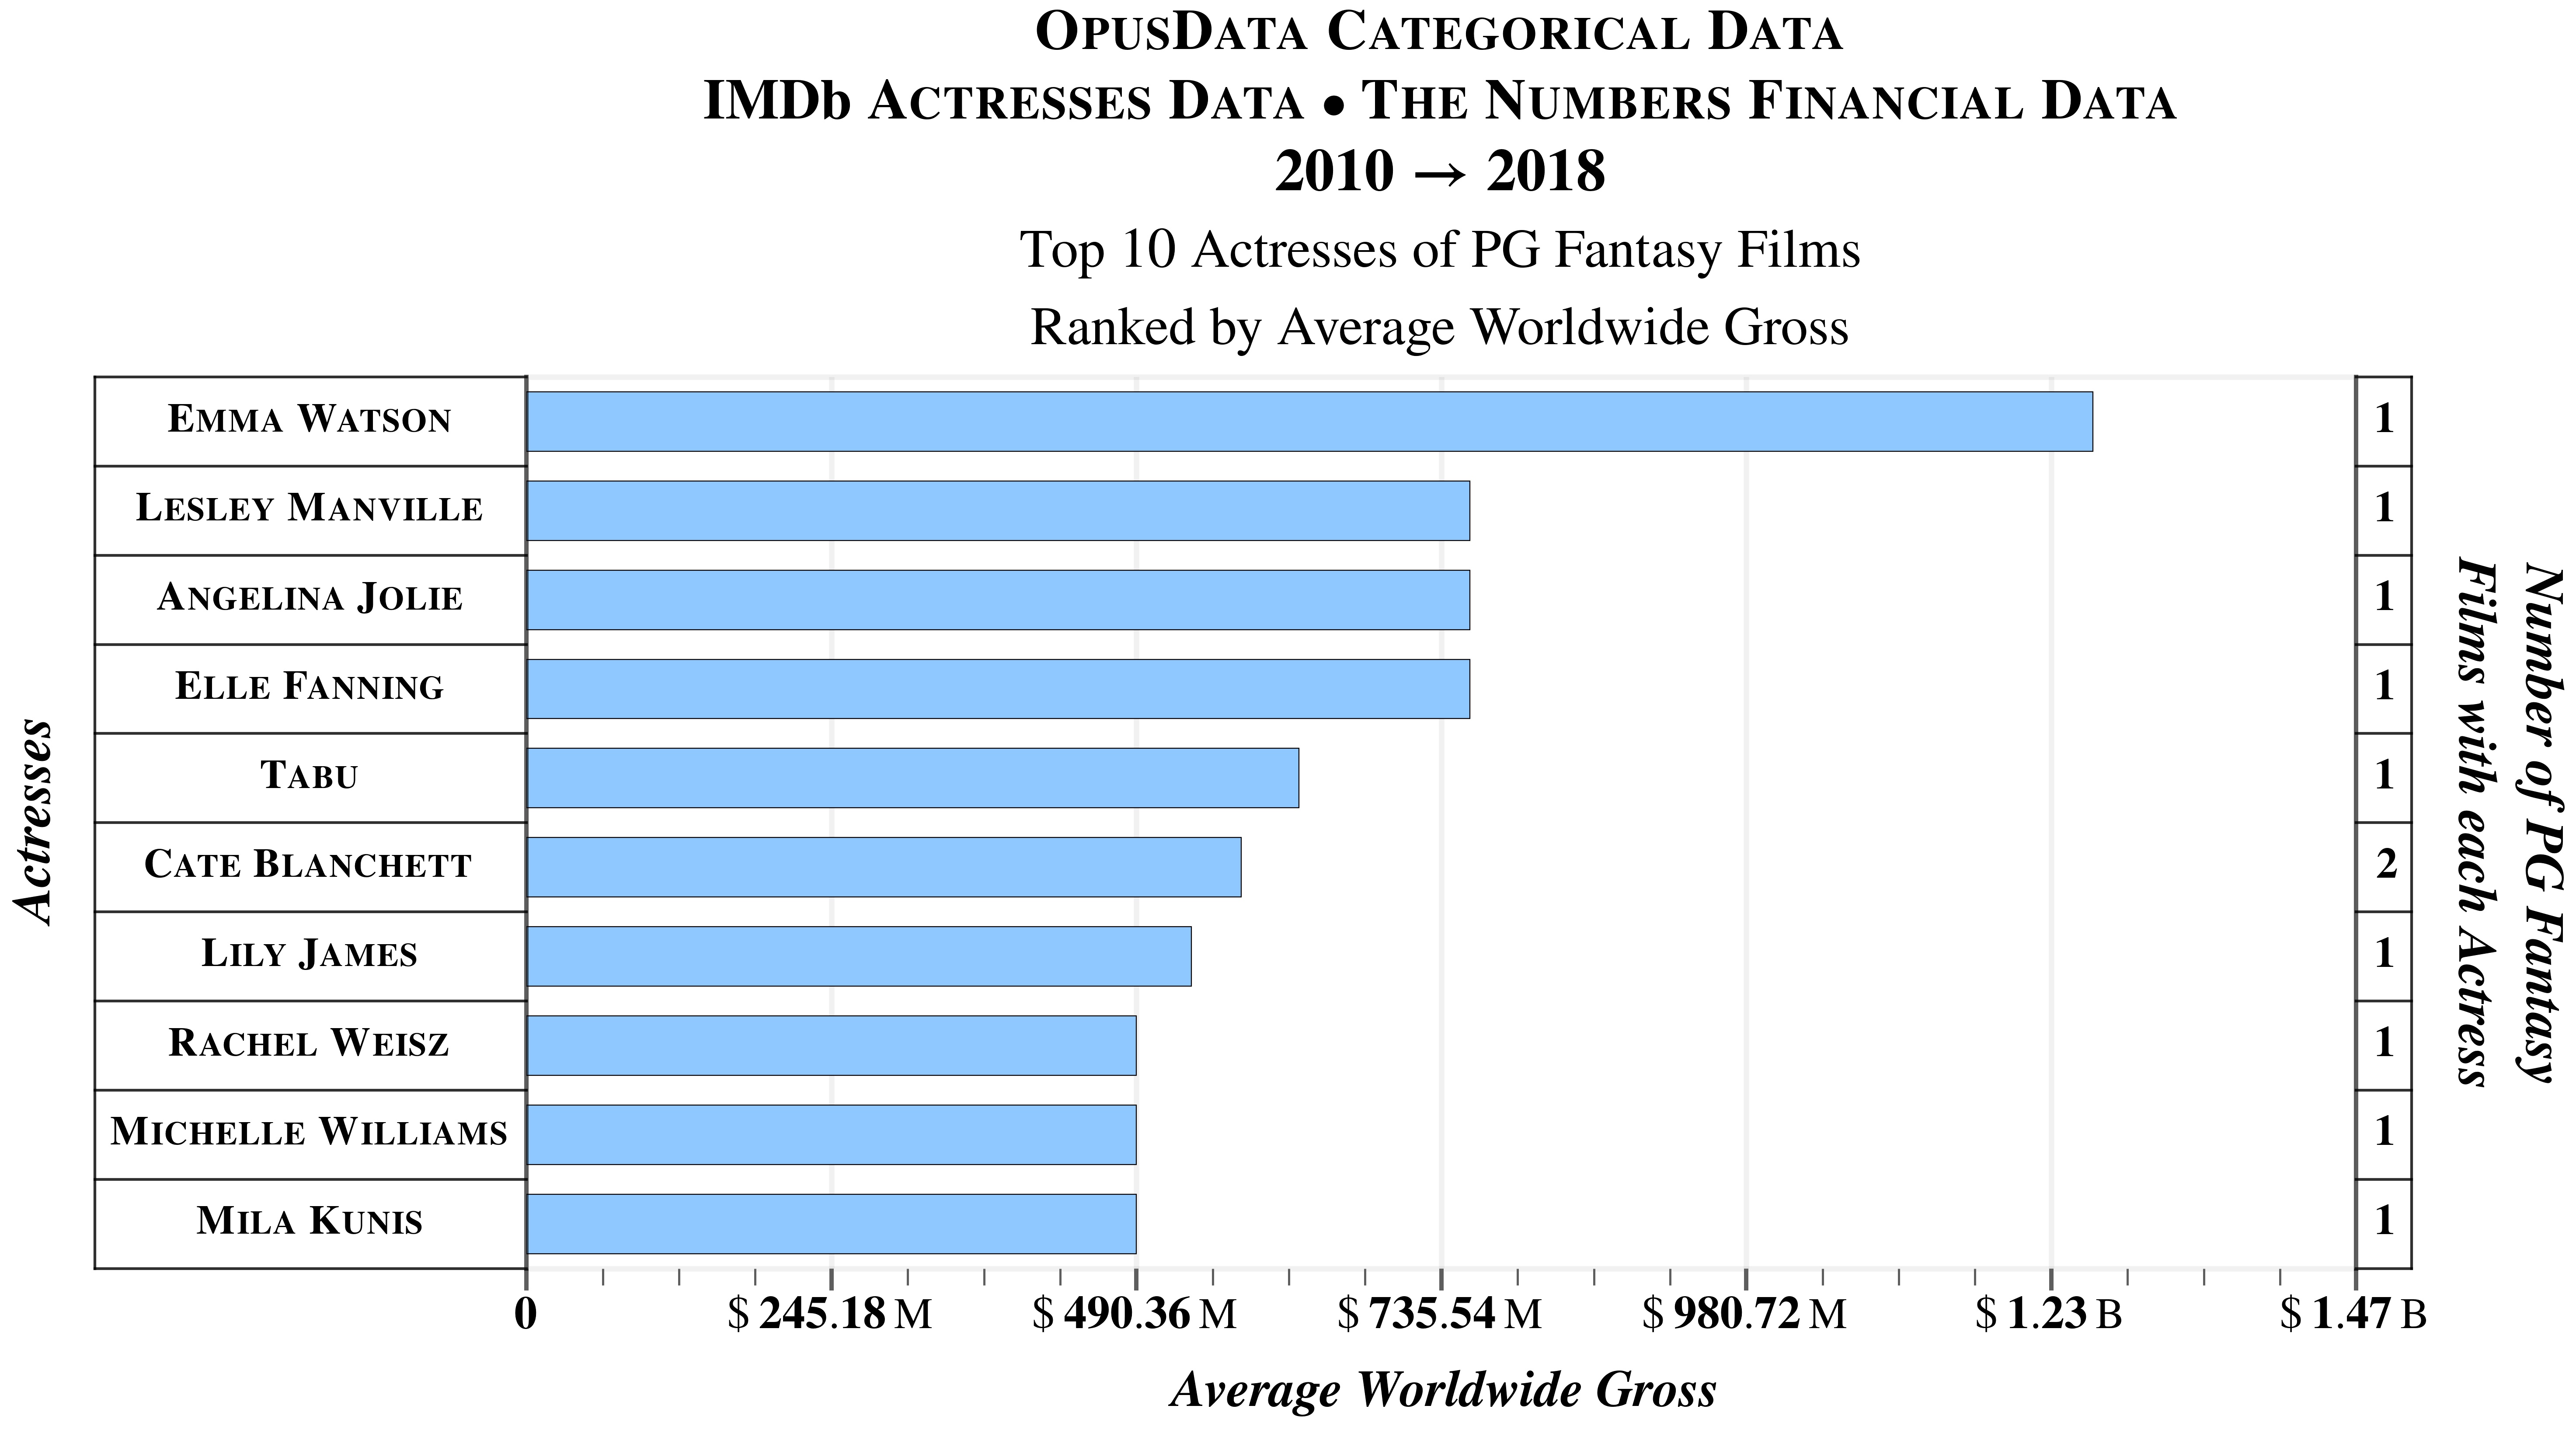 OPUSDATA CATEGORICAL DATA
IMDb ACTRESSES DATA • THE NUMBERS FINANCIAL DATA
2010 → 2018
Top 10 Actresses of PG Fantasy Films
Ranked by Average Worldwide Gross
Actresses
EMMA WATSON 1
LESLEY MANVILLE 1
ANGELINA JOLIE 1
ELLE FANNING 1
TABU 1
CATE BLANCHETT 2
LILY JAMES 1
RACHEL WEISZ 1
MICHELLE WILLIAMS 1
MILA KUNIS 1
Number of PG Fantasy
Films with each Actress
0 $ 245.18 M $ 490.36 M $ 735.54 M $ 980.72 M $ 1.23 B $ 1.47 B
Average Worldwide Gross